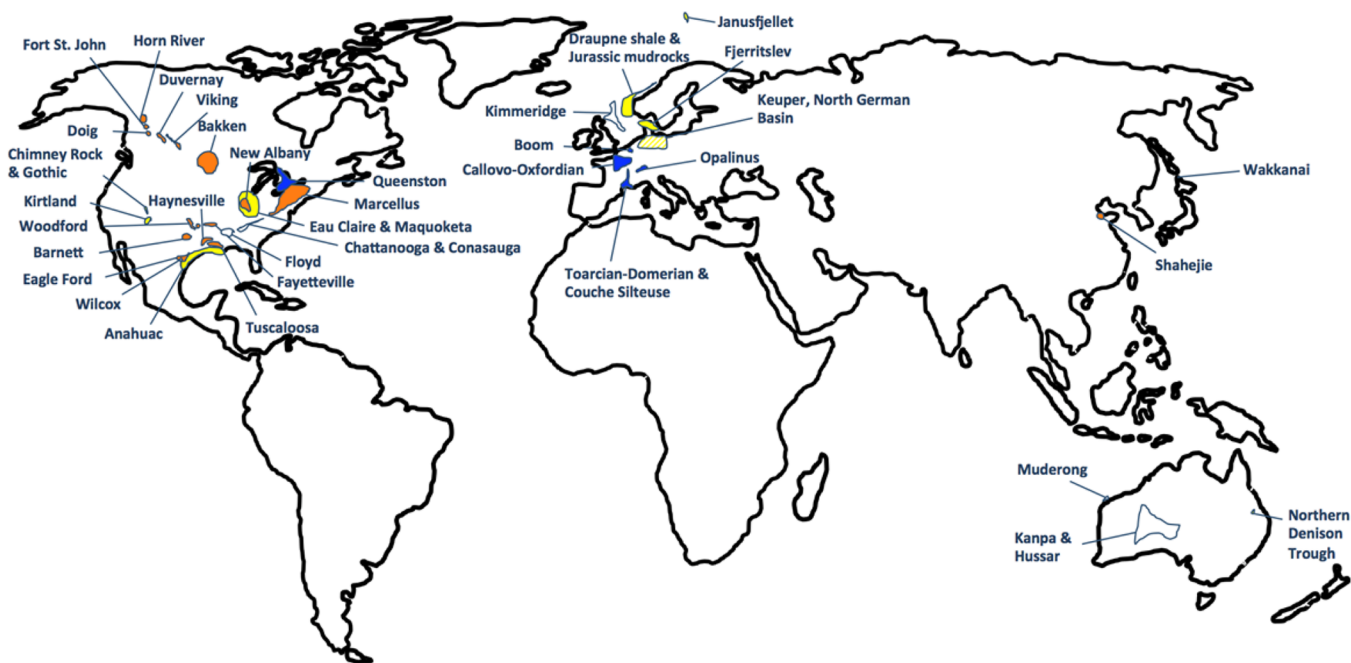 Janusfjellet
Fort St. John
Horn River
Draupne shale &
Jurassic mudrocks
Fjerritslev
Duvernay
Viking
Kimmeridge
Keuper, North German
Basin
Doig
Bakken
Chimney Rock
& Gothic
New Albany
Boom
Callovo-Oxfordian
Opalinus
Queenston
Wakkanai
Marcellus
Kirtland
Haynesville
Woodford
Eau Claire & Maquoketa
Chattanooga & Conasauga
Barnett
Floyd
Shahejie
Eagle Ford
Fayetteville
Toarcian-Domerian &
Couche Silteuse
Wilcox
Anahuac
Tuscaloosa
Muderong
Northern
Denison
Trough
Kanpa &
Hussar